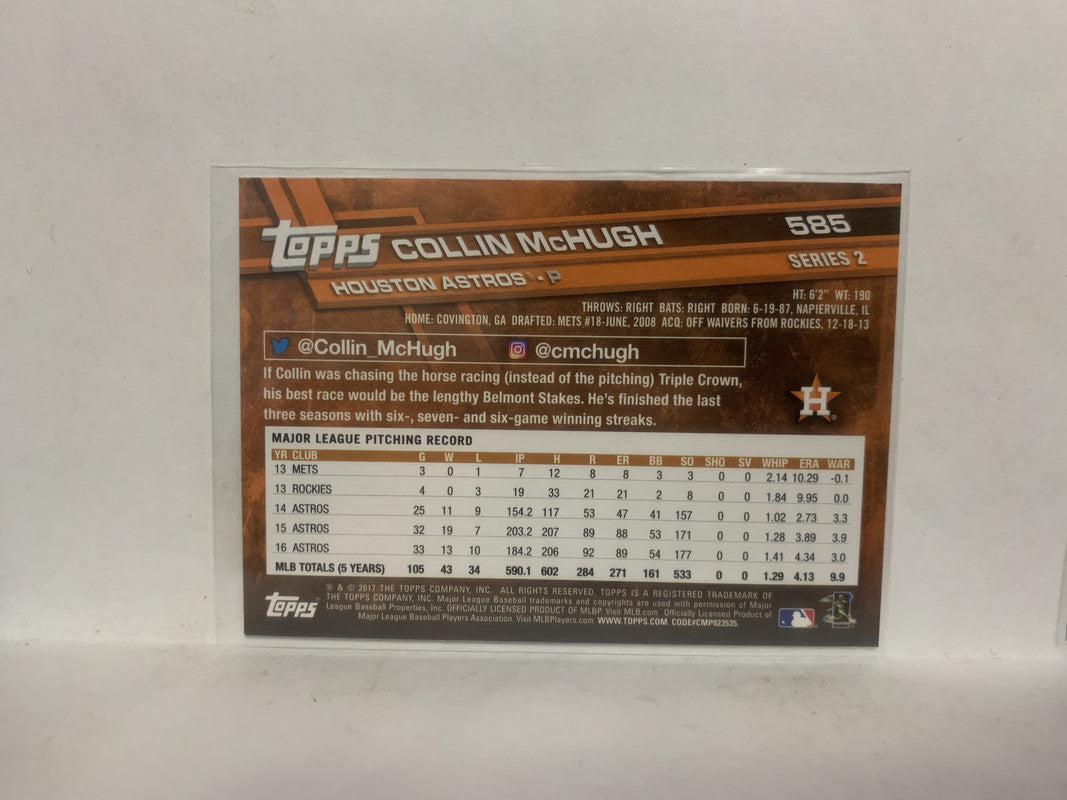 Topps COLLIN McHUGH 585
HOUSTON ASTROS® - P SERIES 2
HT: 6'2" WT: 190
THROWS: RIGHT BATS: RIGHT BORN: 6-19-87, NAPIERVILLE, IL
HOME: COVINGTON, GA DRAFTED: METS #18-JUNE, 2008 ACQ: OFF WAIVERS FROM ROCKIES, 12-18-13
@Collin_McHugh @cmchugh
If Collin was chasing the horse racing (instead of the pitching) Triple Crown,
his best race would be the lengthy Belmont Stakes. He's finished the last
three seasons with six-, seven- and six-game winning streaks.
H
MAJOR LEAGUE PITCHING RECORD
YR CLUB G W L IP H R ER BB SO SHO SV WHIP ERA WAR
13 METS 3 0 1 7 12 8 8 3 3 0 0 2.14 10.29 -0.1
13 ROCKIES 4 0 3 19 33 21 21 2 8 0 0 1.84 9.95 0.0
14 ASTROS 25 11 9 154.2 117 53 47 41 157 0 0 1.02 2.73 3.3
15 ASTROS 32 19 7 203.2 207 89 88 53 171 0 0 1.28 3.89 3.9
16 ASTROS 33 13 10 184.2 206 92 89 54 177 0 0 1.41 4.34 3.0
MLB TOTALS (5 YEARS) 105 43 34 590.1 602 284 271 161 533 0 0 1.29 4.13 9.9
® & © 2017 THE TOPPS COMPANY, INC. ALL RIGHTS RESERVED. TOPPS IS A REGISTERED TRADEMARK OF
THE TOPPS COMPANY, INC. Major League Baseball trademarks and copyrights are used with permission of Major
League Baseball Properties, Inc. OFFICIALLY LICENSED PRODUCT OF MLBP. Visit MLB.com Officially Licensed Product of
Major League Baseball Players Association. Visit MLBPlayers.com. WWW.TOPPS.COM. CODE#CMP023535.
Topps